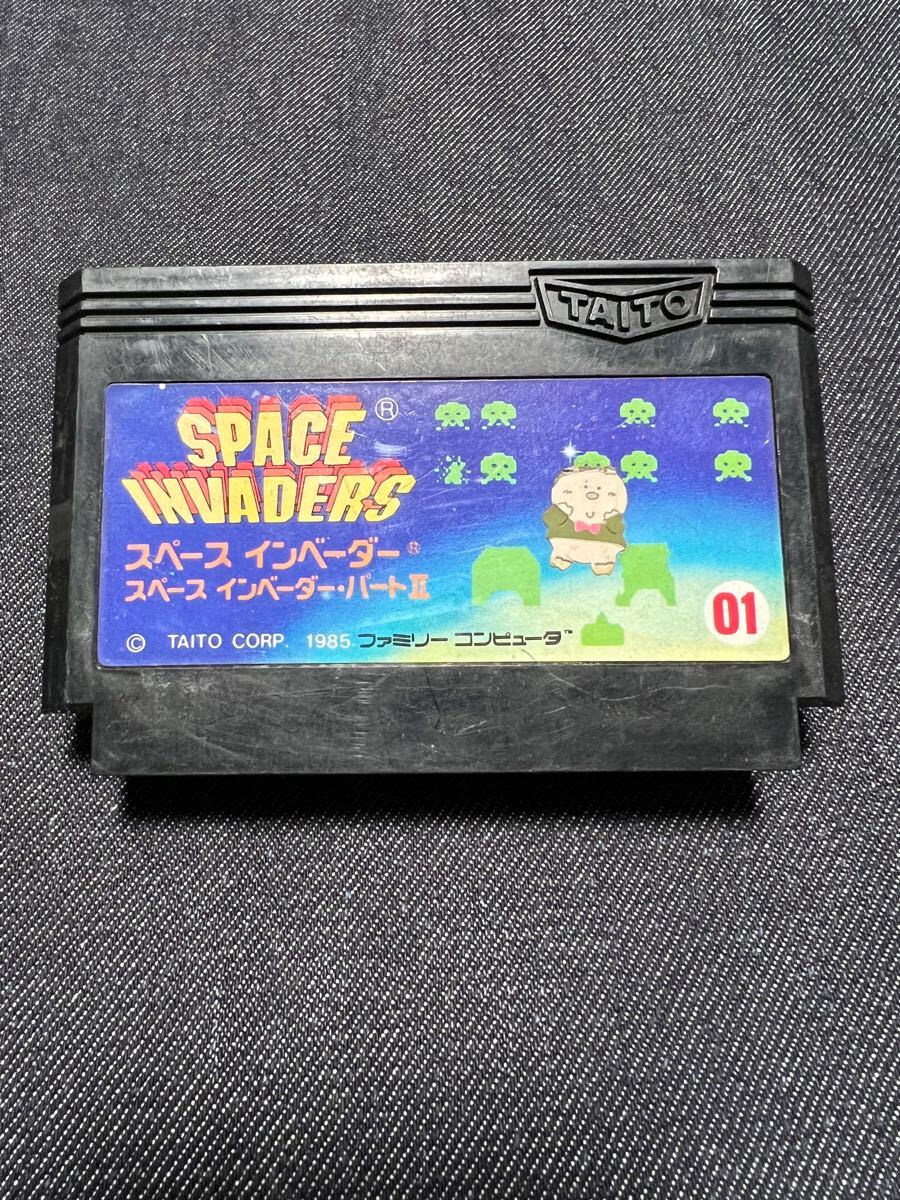 TAITO
SPACE ®
INVADERS
スペース インベーダー®
スペース インベーダー・パートⅡ
© TAITO CORP. 1985 ファミリー コンピュータ™
01